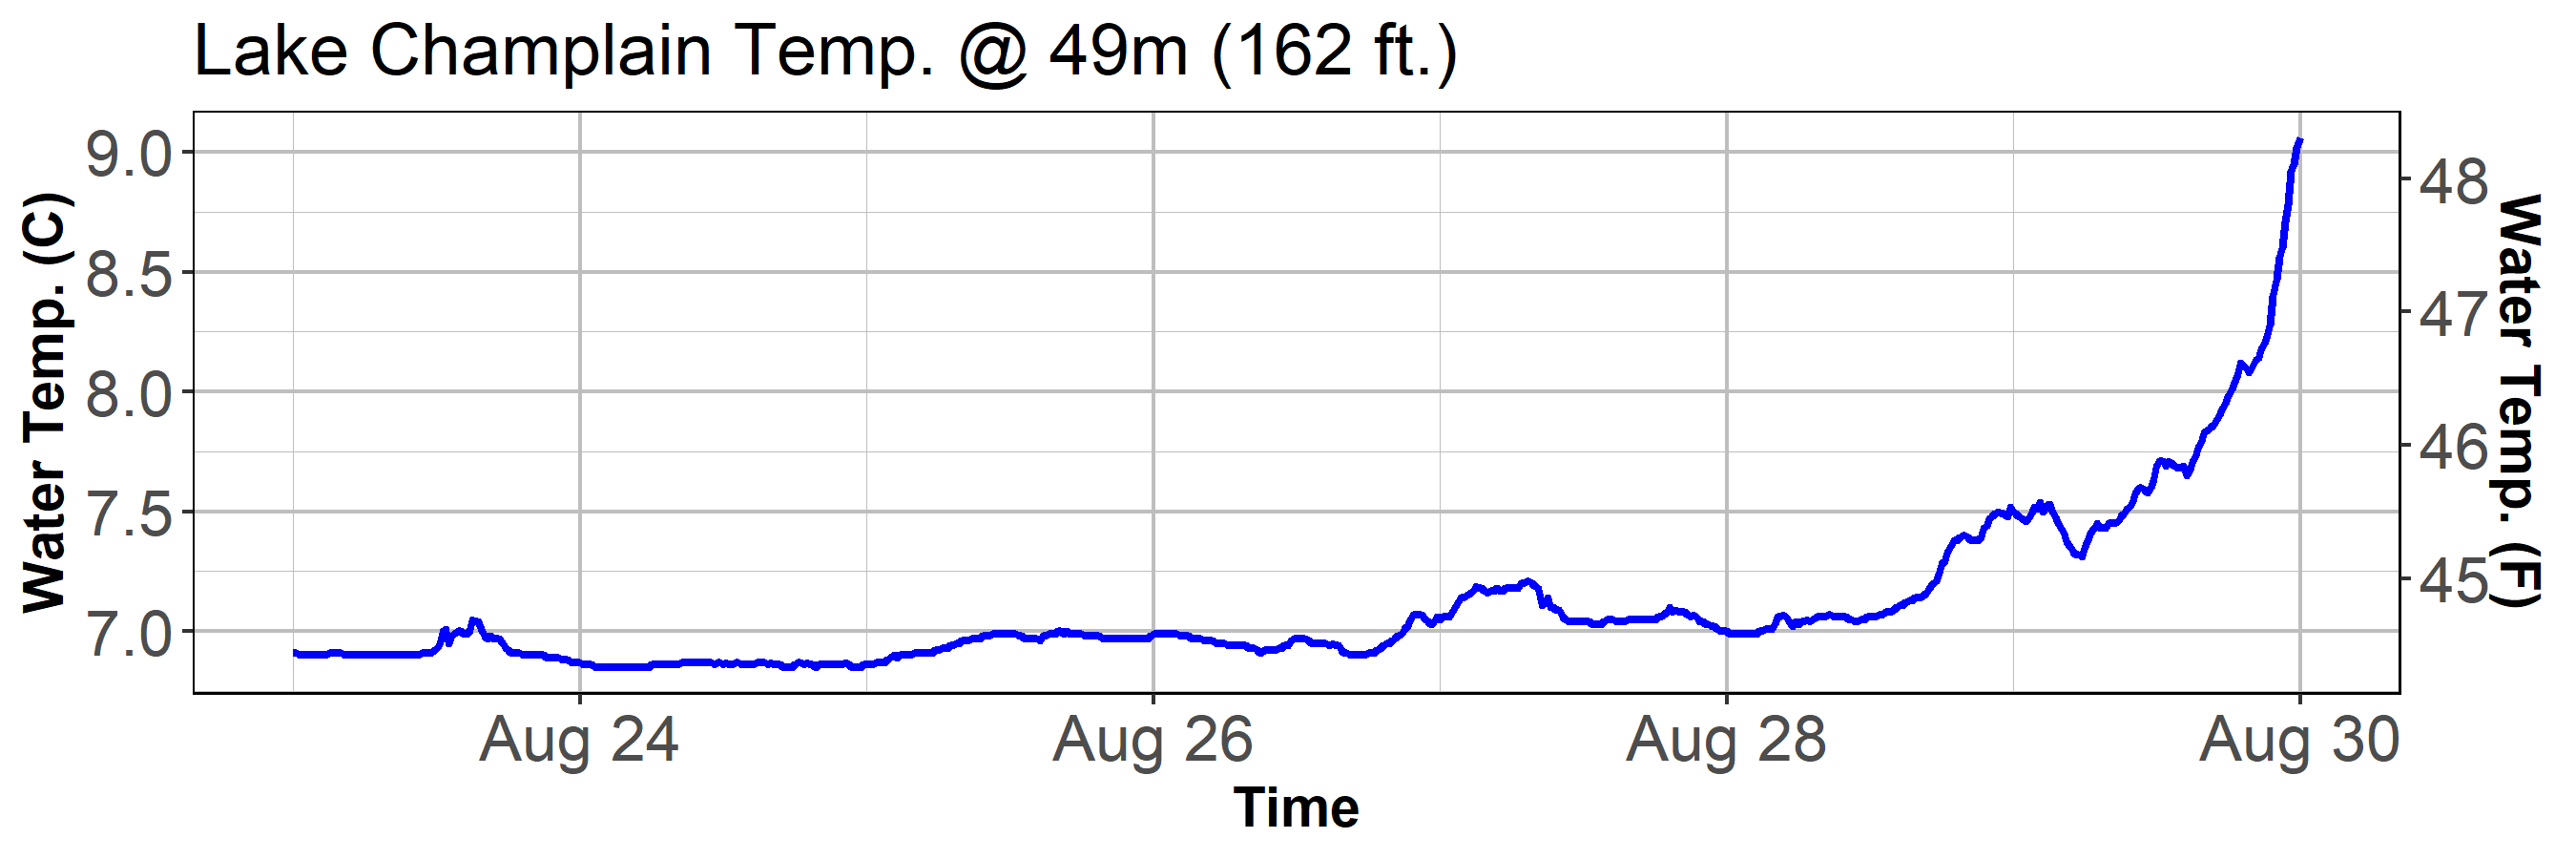 Lake Champlain Temp. @ 49m (162 ft.)
Water Temp. (C)
9.0
8.5
8.0
7.5
7.0
48
47
46
45
Water Temp. (F)
Aug 24 Aug 26 Aug 28 Aug 30
Time